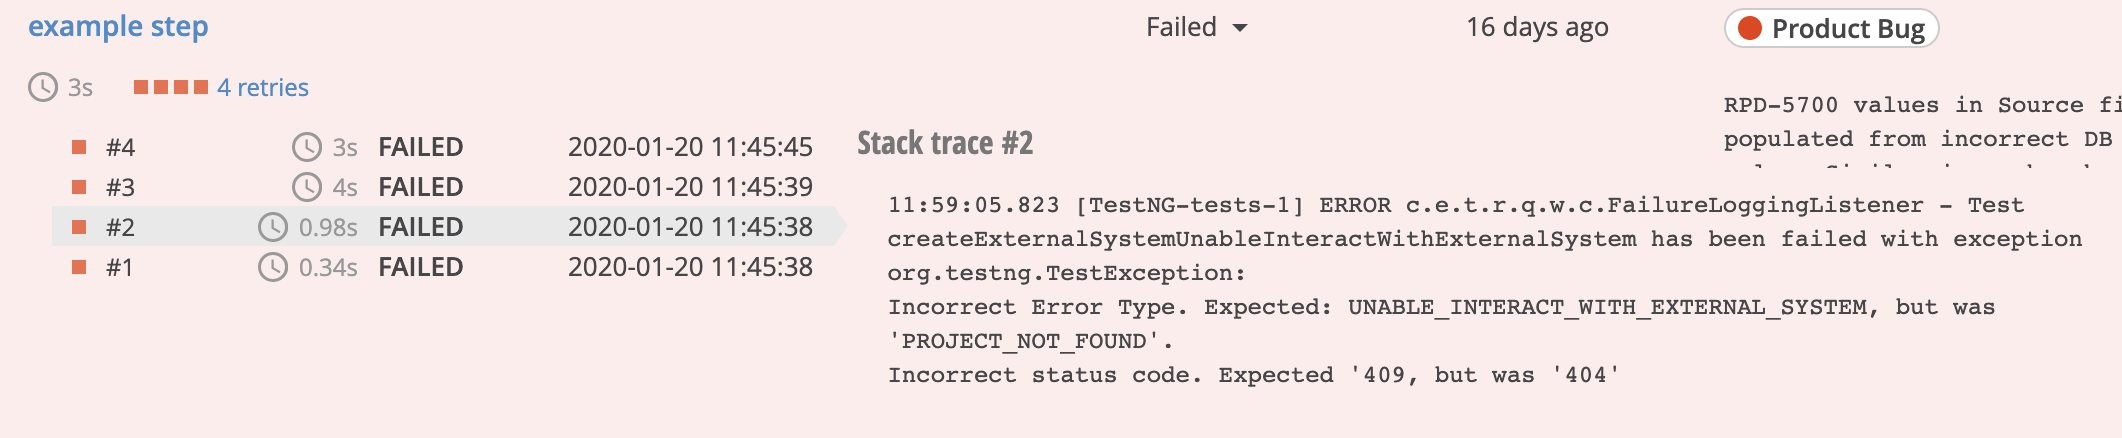 example step
Failed
16 days ago
Product Bug
3s
4 retries
RPD-5700 values in Source
populated from incorrect DB
#4 3s FAILED 2020-01-20 11:45:45
#3 4s FAILED 2020-01-20 11:45:39
#2 0.98s FAILED 2020-01-20 11:45:38
#1 0.34s FAILED 2020-01-20 11:45:38
Stack trace #2
11:59:05.823 [TestNG-tests-1] ERROR c.e.t.r.q.w.c.FailureLoggingListener - Test
createExternalSystemUnableInteractWithExternalSystem has been failed with exception
org.testng.TestException:
Incorrect Error Type. Expected: UNABLE_INTERACT_WITH_EXTERNAL_SYSTEM, but was
'PROJECT_NOT_FOUND'.
Incorrect status code. Expected '409, but was '404'